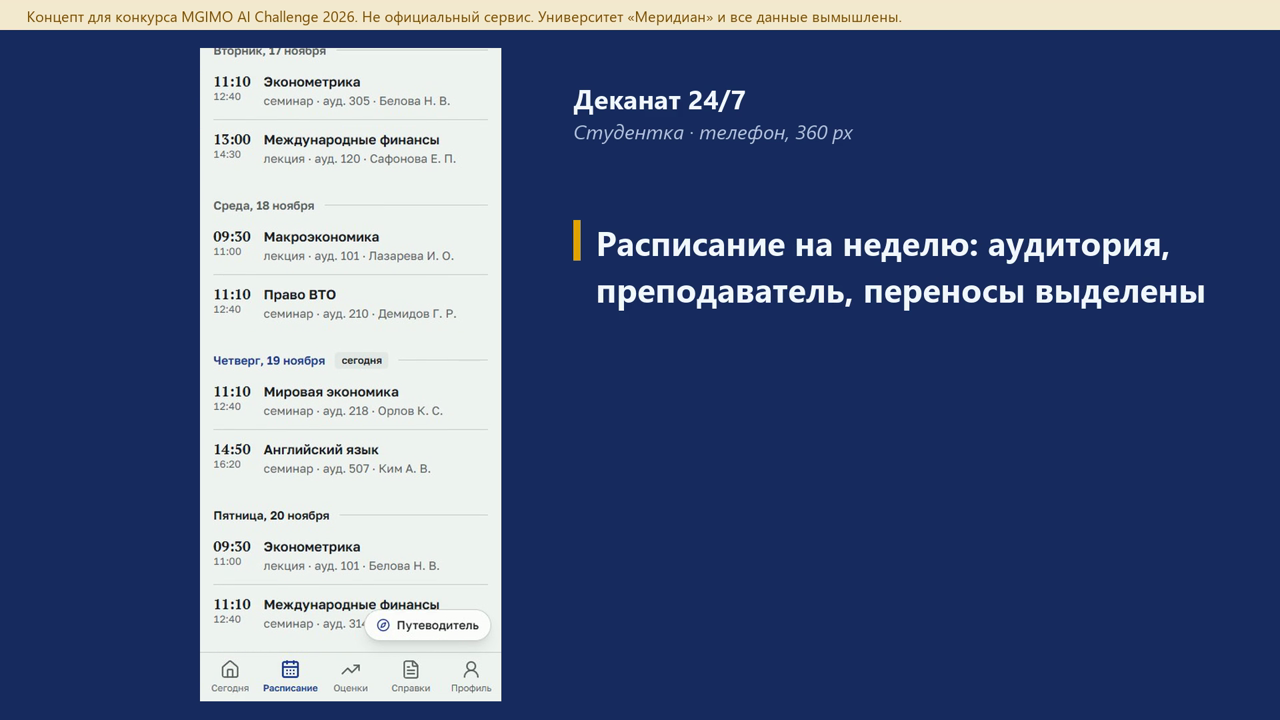 Концепт для конкурса MGIMO AI Challenge 2026. Не официальный сервис. Университет «Меридиан» и все данные вымышлены.
Вторник, 17 ноября
11:10 Эконометрика
12:40 семинар · ауд. 305 · Белова Н. В.
13:00 Международные финансы
14:30 лекция · ауд. 120 · Сафонова Е. П.
Среда, 18 ноября
09:30 Макроэкономика
11:00 лекция · ауд. 101 · Лазарева И. О.
11:10 Право ВТО
12:40 семинар · ауд. 210 · Демидов Г. Р.
Четверг, 19 ноября сегодня
11:10 Мировая экономика
12:40 семинар · ауд. 218 · Орлов К. С.
14:50 Английский язык
16:20 семинар · ауд. 507 · Ким А. В.
Пятница, 20 ноября
09:30 Эконометрика
11:00 лекция · ауд. 101 · Белова Н. В.
11:10 Международные финансы
12:40 семинар · ауд. 314
Путеводитель
Сегодня Расписание Оценки Справки Профиль
Деканат 24/7
Студентка · телефон, 360 px
Расписание на неделю: аудитория,
преподаватель, переносы выделены